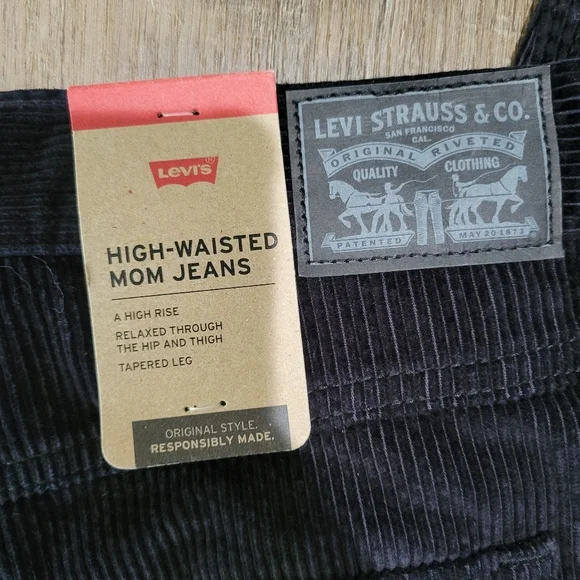 LEVI'S®
HIGH-WAISTED
MOM JEANS
A HIGH RISE
RELAXED THROUGH
THE HIP AND THIGH
TAPERED LEG
ORIGINAL STYLE.
RESPONSIBLY MADE.
LEVI STRAUSS & CO.
SAN FRANCISCO
CAL.
ORIGINAL RIVETED
QUALITY CLOTHING
PATENTED MAY 20 1873